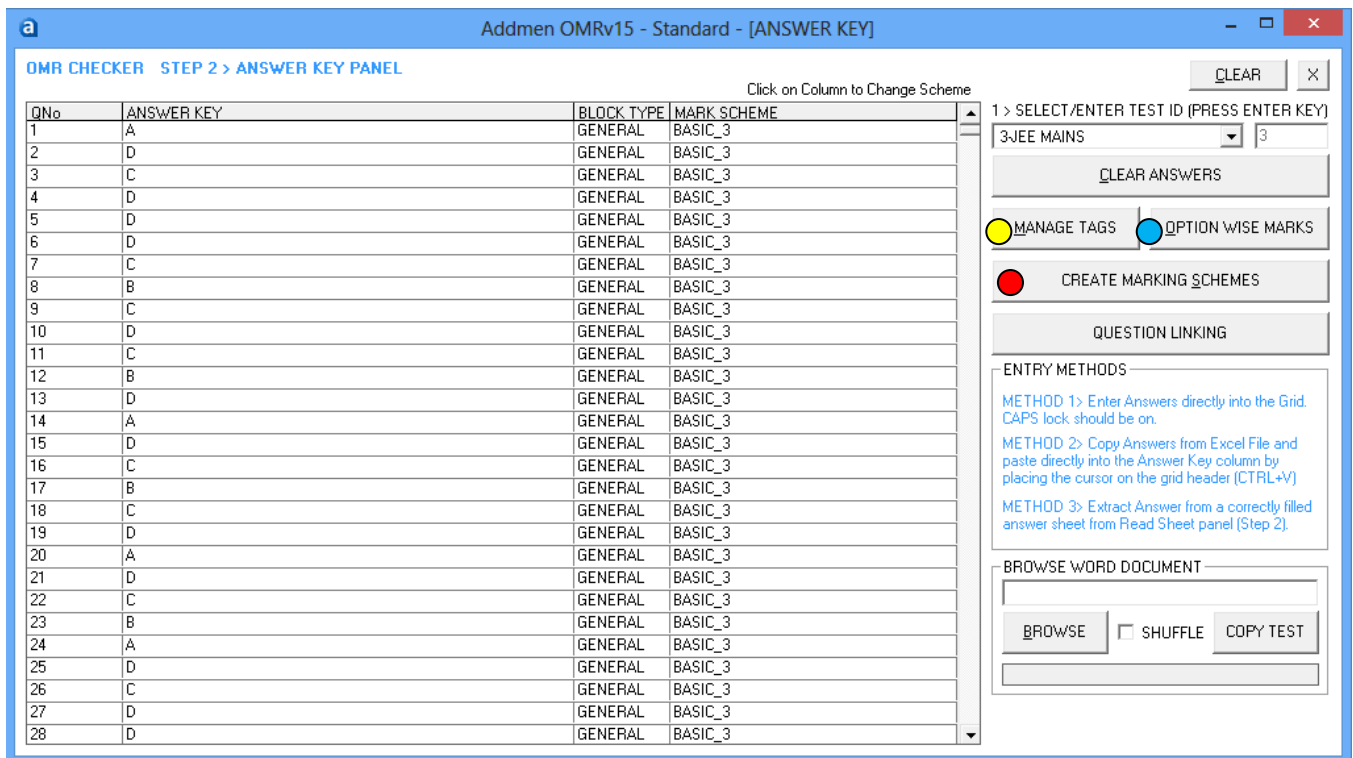 a
Addmen OMRv15 - Standard - [ANSWER KEY]
OMR CHECKER STEP 2 > ANSWER KEY PANEL
CLEAR X
Click on Column to Change Scheme
QNo ANSWER KEY BLOCK TYPE MARK SCHEME
1 A GENERAL BASIC_3
2 D GENERAL BASIC_3
3 C GENERAL BASIC_3
4 D GENERAL BASIC_3
5 D GENERAL BASIC_3
6 D GENERAL BASIC_3
7 C GENERAL BASIC_3
8 B GENERAL BASIC_3
9 C GENERAL BASIC_3
10 D GENERAL BASIC_3
11 C GENERAL BASIC_3
12 B GENERAL BASIC_3
13 D GENERAL BASIC_3
14 A GENERAL BASIC_3
15 D GENERAL BASIC_3
16 C GENERAL BASIC_3
17 B GENERAL BASIC_3
18 C GENERAL BASIC_3
19 D GENERAL BASIC_3
20 A GENERAL BASIC_3
21 D GENERAL BASIC_3
22 C GENERAL BASIC_3
23 B GENERAL BASIC_3
24 A GENERAL BASIC_3
25 D GENERAL BASIC_3
26 C GENERAL BASIC_3
27 D GENERAL BASIC_3
28 D GENERAL BASIC_3
1 > SELECT/ENTER TEST ID (PRESS ENTER KEY)
3-JEE MAINS 3
CLEAR ANSWERS
MANAGE TAGS OPTION WISE MARKS
CREATE MARKING SCHEMES
QUESTION LINKING
ENTRY METHODS
METHOD 1> Enter Answers directly into the Grid.
CAPS lock should be on.
METHOD 2> Copy Answers from Excel File and
paste directly into the Answer Key column by
placing the cursor on the grid header (CTRL+V)
METHOD 3> Extract Answer from a correctly filled
answer sheet from Read Sheet panel (Step 2).
BROWSE WORD DOCUMENT
BROWSE SHUFFLE COPY TEST